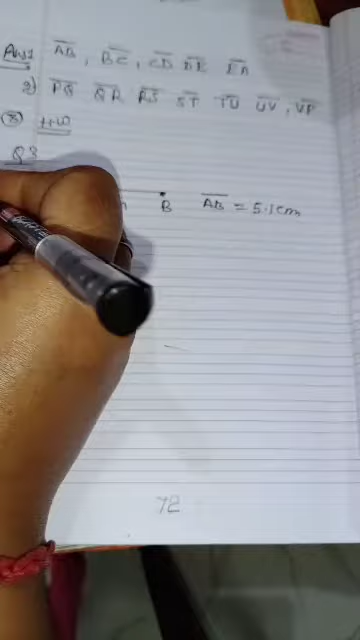 Ans1 AB, BC, CD DE EA
2) PQ QR RS ST TU UV, VP
(3) H.W
Q3
B AB = 5.1cm
72